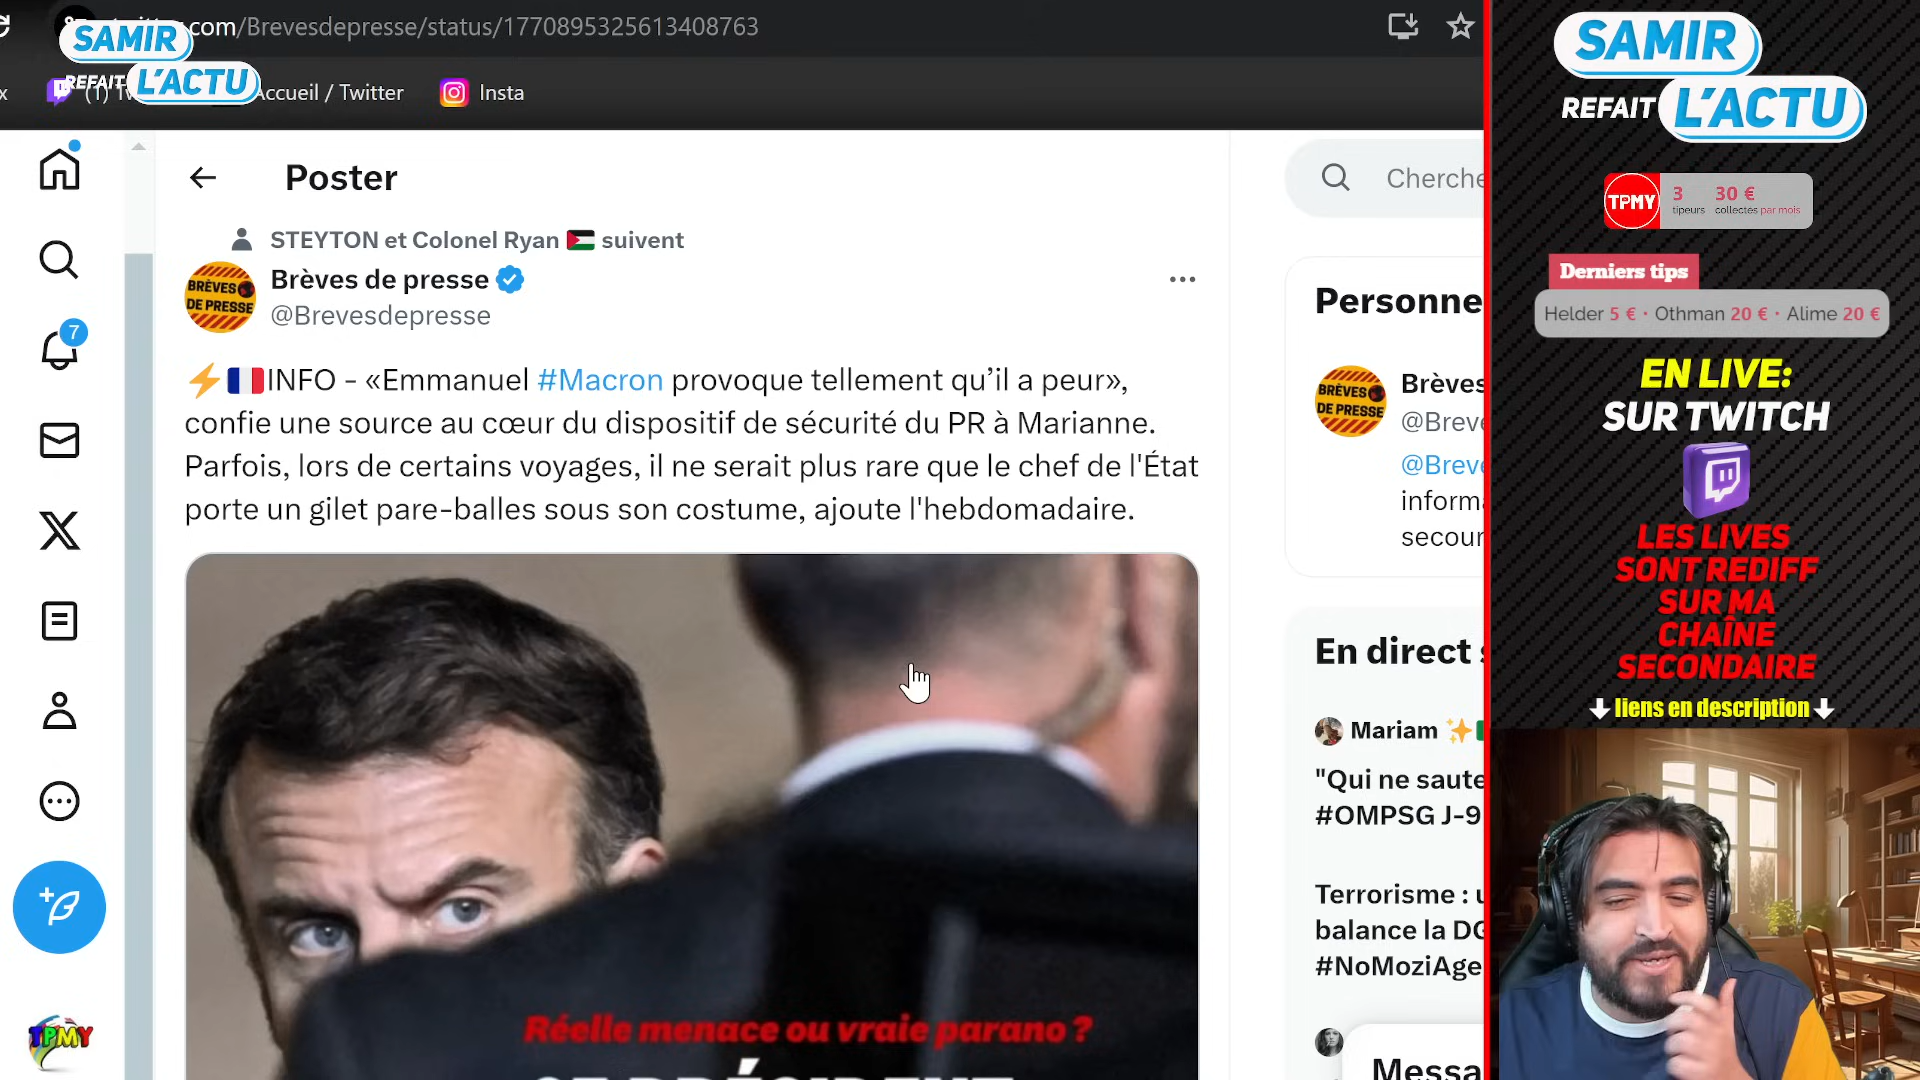 .com/Brevesdepresse/status/1770895325613408763
SAMIR
REFAIT
L'ACTU
(1)
Accueil / Twitter
Insta
Poster
STEYTON et Colonel Ryan 🇵🇸 suivent
BRÈVES
DE PRESSE
Brèves de presse
@Brevesdepresse
7
⚡🇫🇷INFO - «Emmanuel #Macron provoque tellement qu’il a peur»,
confie une source au cœur du dispositif de sécurité du PR à Marianne.
Parfois, lors de certains voyages, il ne serait plus rare que le chef de l'État
porte un gilet pare-balles sous son costume, ajoute l'hebdomadaire.
Réelle menace ou vraie parano ?
TPMY
Cherche
Personne
BRÈVES
DE PRESSE
Brèves
@Breve
@Breve
informa
secour
En direct s
Mariam ✨
"Qui ne saute
#OMPSG J-9
Terrorisme : u
balance la DG
#NoMoziAge
Messa
SAMIR
REFAIT
L'ACTU
TPMY
3
tipeurs
30 €
collectés par mois
Derniers tips
Helder 5 € · Othman 20 € · Alime 20 €
EN LIVE:
SUR TWITCH
LES LIVES
SONT REDIFF
SUR MA
CHAÎNE
SECONDAIRE
liens en description